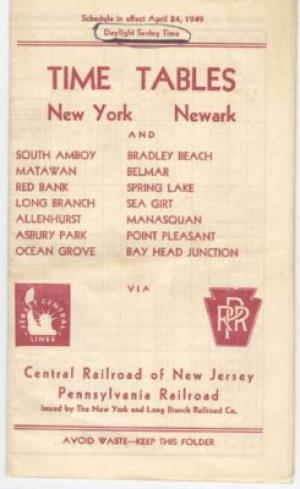 Schedule in effect April 24, 1949
Daylight Saving Time
TIME TABLES
New York Newark
AND
SOUTH AMBOY BRADLEY BEACH
MATAWAN BELMAR
RED BANK SPRING LAKE
LONG BRANCH SEA GIRT
ALLENHURST MANASQUAN
ASBURY PARK POINT PLEASANT
OCEAN GROVE BAY HEAD JUNCTION
VIA
JERSEY CENTRAL
LINES
PRR
Central Railroad of New Jersey
Pennsylvania Railroad
Issued by The New York and Long Branch Railroad Co.
AVOID WASTE—KEEP THIS FOLDER